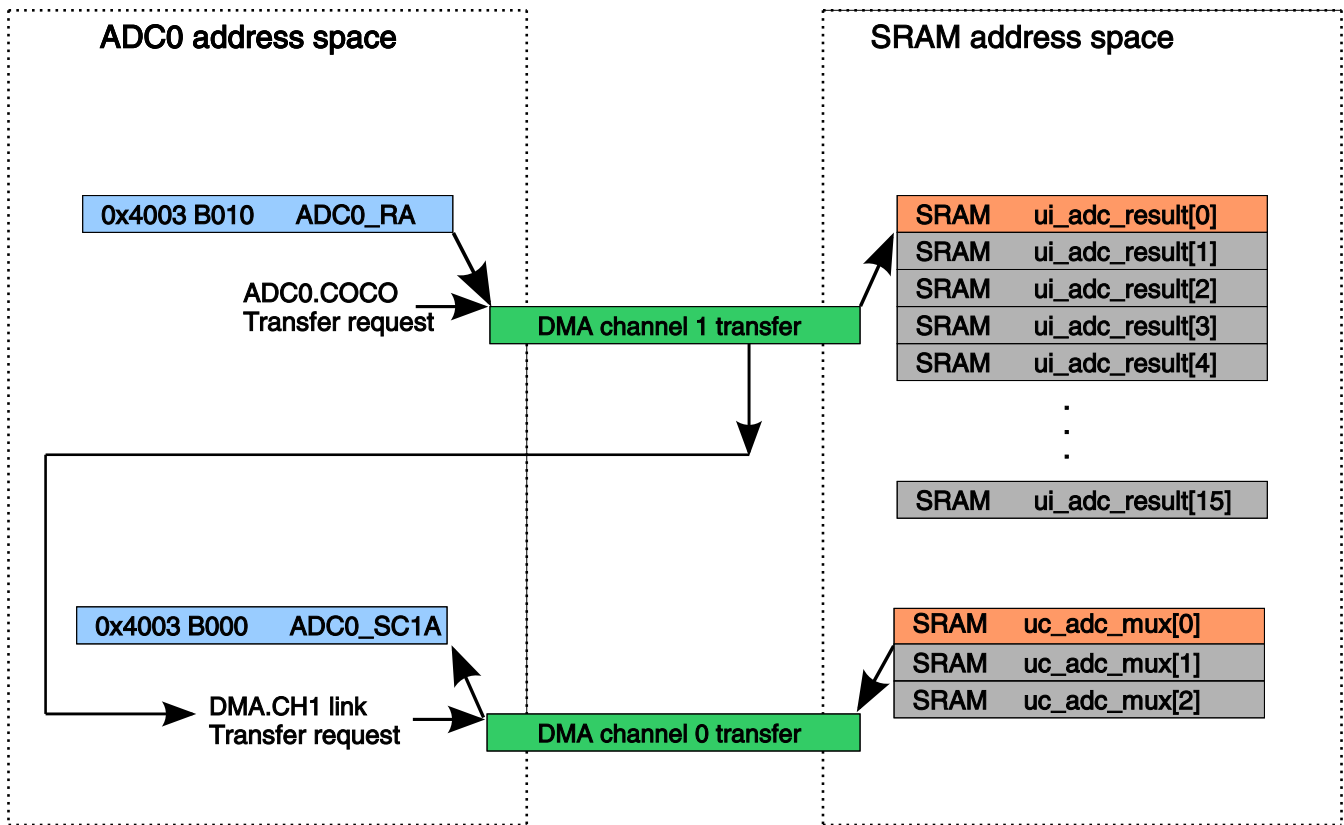 ADC0 address space
SRAM address space
0x4003 B010 ADC0_RA
SRAM ui_adc_result[0]
SRAM ui_adc_result[1]
SRAM ui_adc_result[2]
SRAM ui_adc_result[3]
SRAM ui_adc_result[4]
ADC0.COCO
Transfer request
DMA channel 1 transfer
.
.
.
SRAM ui_adc_result[15]
0x4003 B000 ADC0_SC1A
SRAM uc_adc_mux[0]
SRAM uc_adc_mux[1]
SRAM uc_adc_mux[2]
DMA.CH1 link
Transfer request
DMA channel 0 transfer